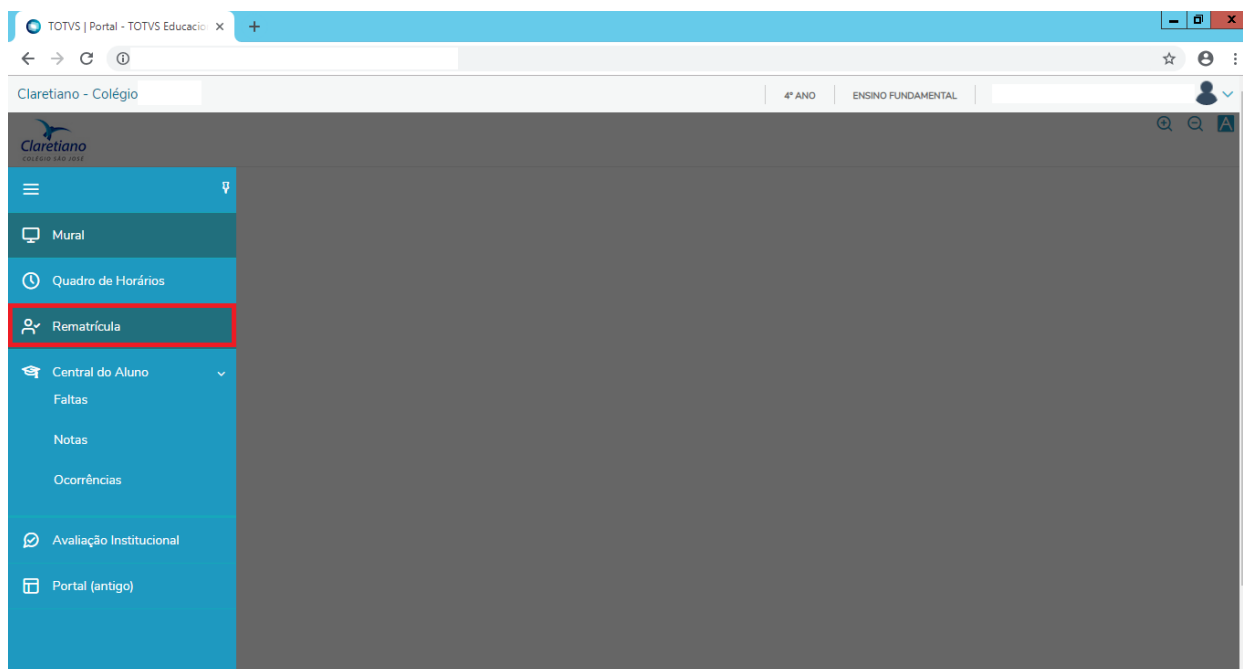 TOTVS | Portal - TOTVS Educacio
Claretiano - Colégio
4º ANO
ENSINO FUNDAMENTAL
Claretiano
COLÉGIO SÃO JOSÉ
A
Mural
Quadro de Horários
Rematrícula
Central do Aluno
Faltas
Notas
Ocorrências
Avaliação Institucional
Portal (antigo)